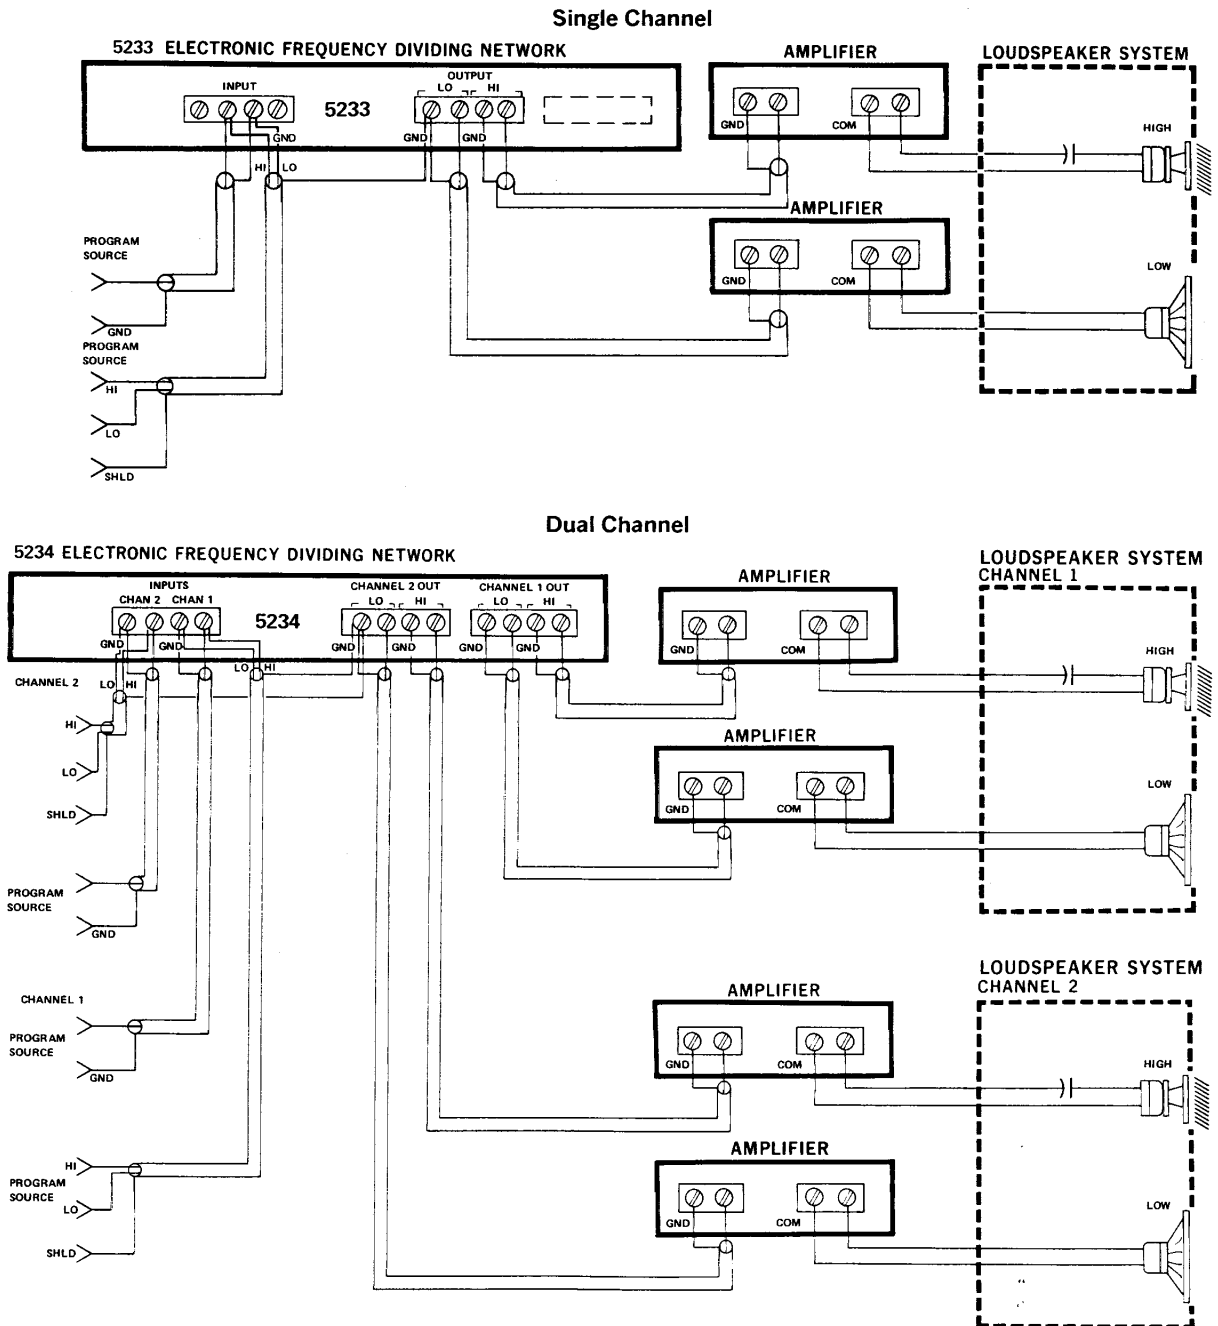 Single Channel
5233 ELECTRONIC FREQUENCY DIVIDING NETWORK
AMPLIFIER
LOUDSPEAKER SYSTEM
INPUT
5233
OUTPUT
LO HI
GND
HI LO
GND
GND
GND
COM
HIGH
AMPLIFIER
GND
COM
LOW
PROGRAM
SOURCE
GND
PROGRAM
SOURCE
HI
LO
SHLD
Dual Channel
5234 ELECTRONIC FREQUENCY DIVIDING NETWORK
AMPLIFIER
LOUDSPEAKER SYSTEM
CHANNEL 1
INPUTS
CHAN 2 CHAN 1
5234
CHANNEL 2 OUT
LO HI
CHANNEL 1 OUT
LO HI
GND
GND
GND
GND
GND
GND
LO HI
GND
COM
HIGH
CHANNEL 2
LO HI
HI
LO
SHLD
AMPLIFIER
GND
COM
LOW
PROGRAM
SOURCE
GND
CHANNEL 1
PROGRAM
SOURCE
GND
LOUDSPEAKER SYSTEM
CHANNEL 2
AMPLIFIER
GND
COM
HIGH
AMPLIFIER
GND
COM
LOW
HI
PROGRAM
SOURCE
LO
SHLD